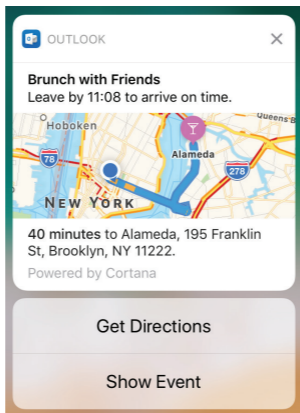 OUTLOOK
Brunch with Friends
Leave by 11:08 to arrive on time.
Hoboken
Queens B
Alameda
78
278
NEW YORK
40 minutes to Alameda, 195 Franklin
St, Brooklyn, NY 11222.
Powered by Cortana
Get Directions
Show Event